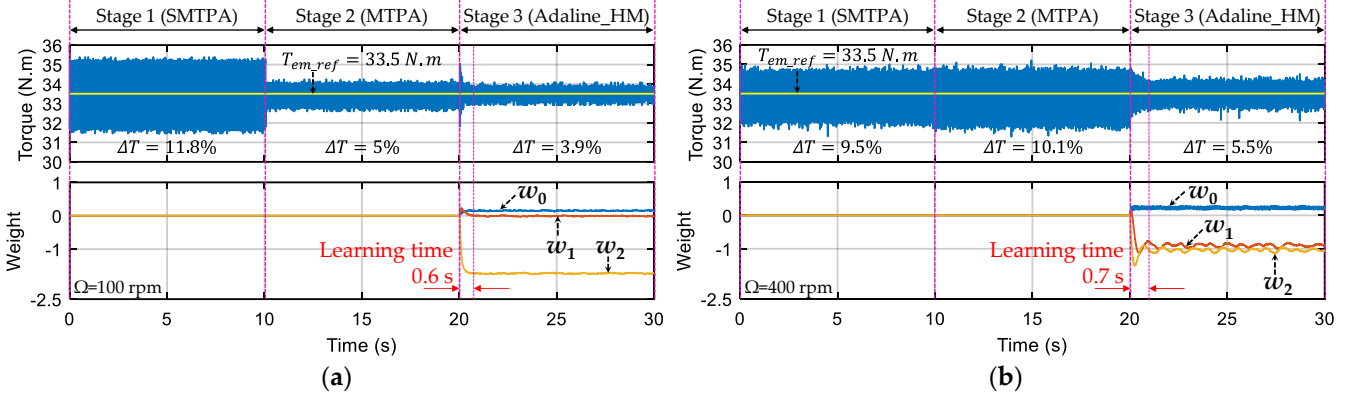 Stage 1 (SMTPA) Stage 2 (MTPA) Stage 3 (Adaline_HM)
36
35
34
33
32
31
30
Torque (N.m)
T_em_ref = 33.5 N.m
ΔT = 11.8% ΔT = 5% ΔT = 3.9%
1
0
-1
-2.5
Weight
w0
w1 w2
Learning time
0.6 s
Ω=100 rpm
0 5 10 15 20 25 30
Time (s)
(a)
Stage 1 (SMTPA) Stage 2 (MTPA) Stage 3 (Adaline_HM)
36
35
34
33
32
31
30
Torque (N.m)
T_em_ref = 33.5 N.m
ΔT = 9.5% ΔT = 10.1% ΔT = 5.5%
1
0
-1
-2.5
Weight
w0
w1
w2
Learning time
0.7 s
Ω=400 rpm
0 5 10 15 20 25 30
Time (s)
(b)